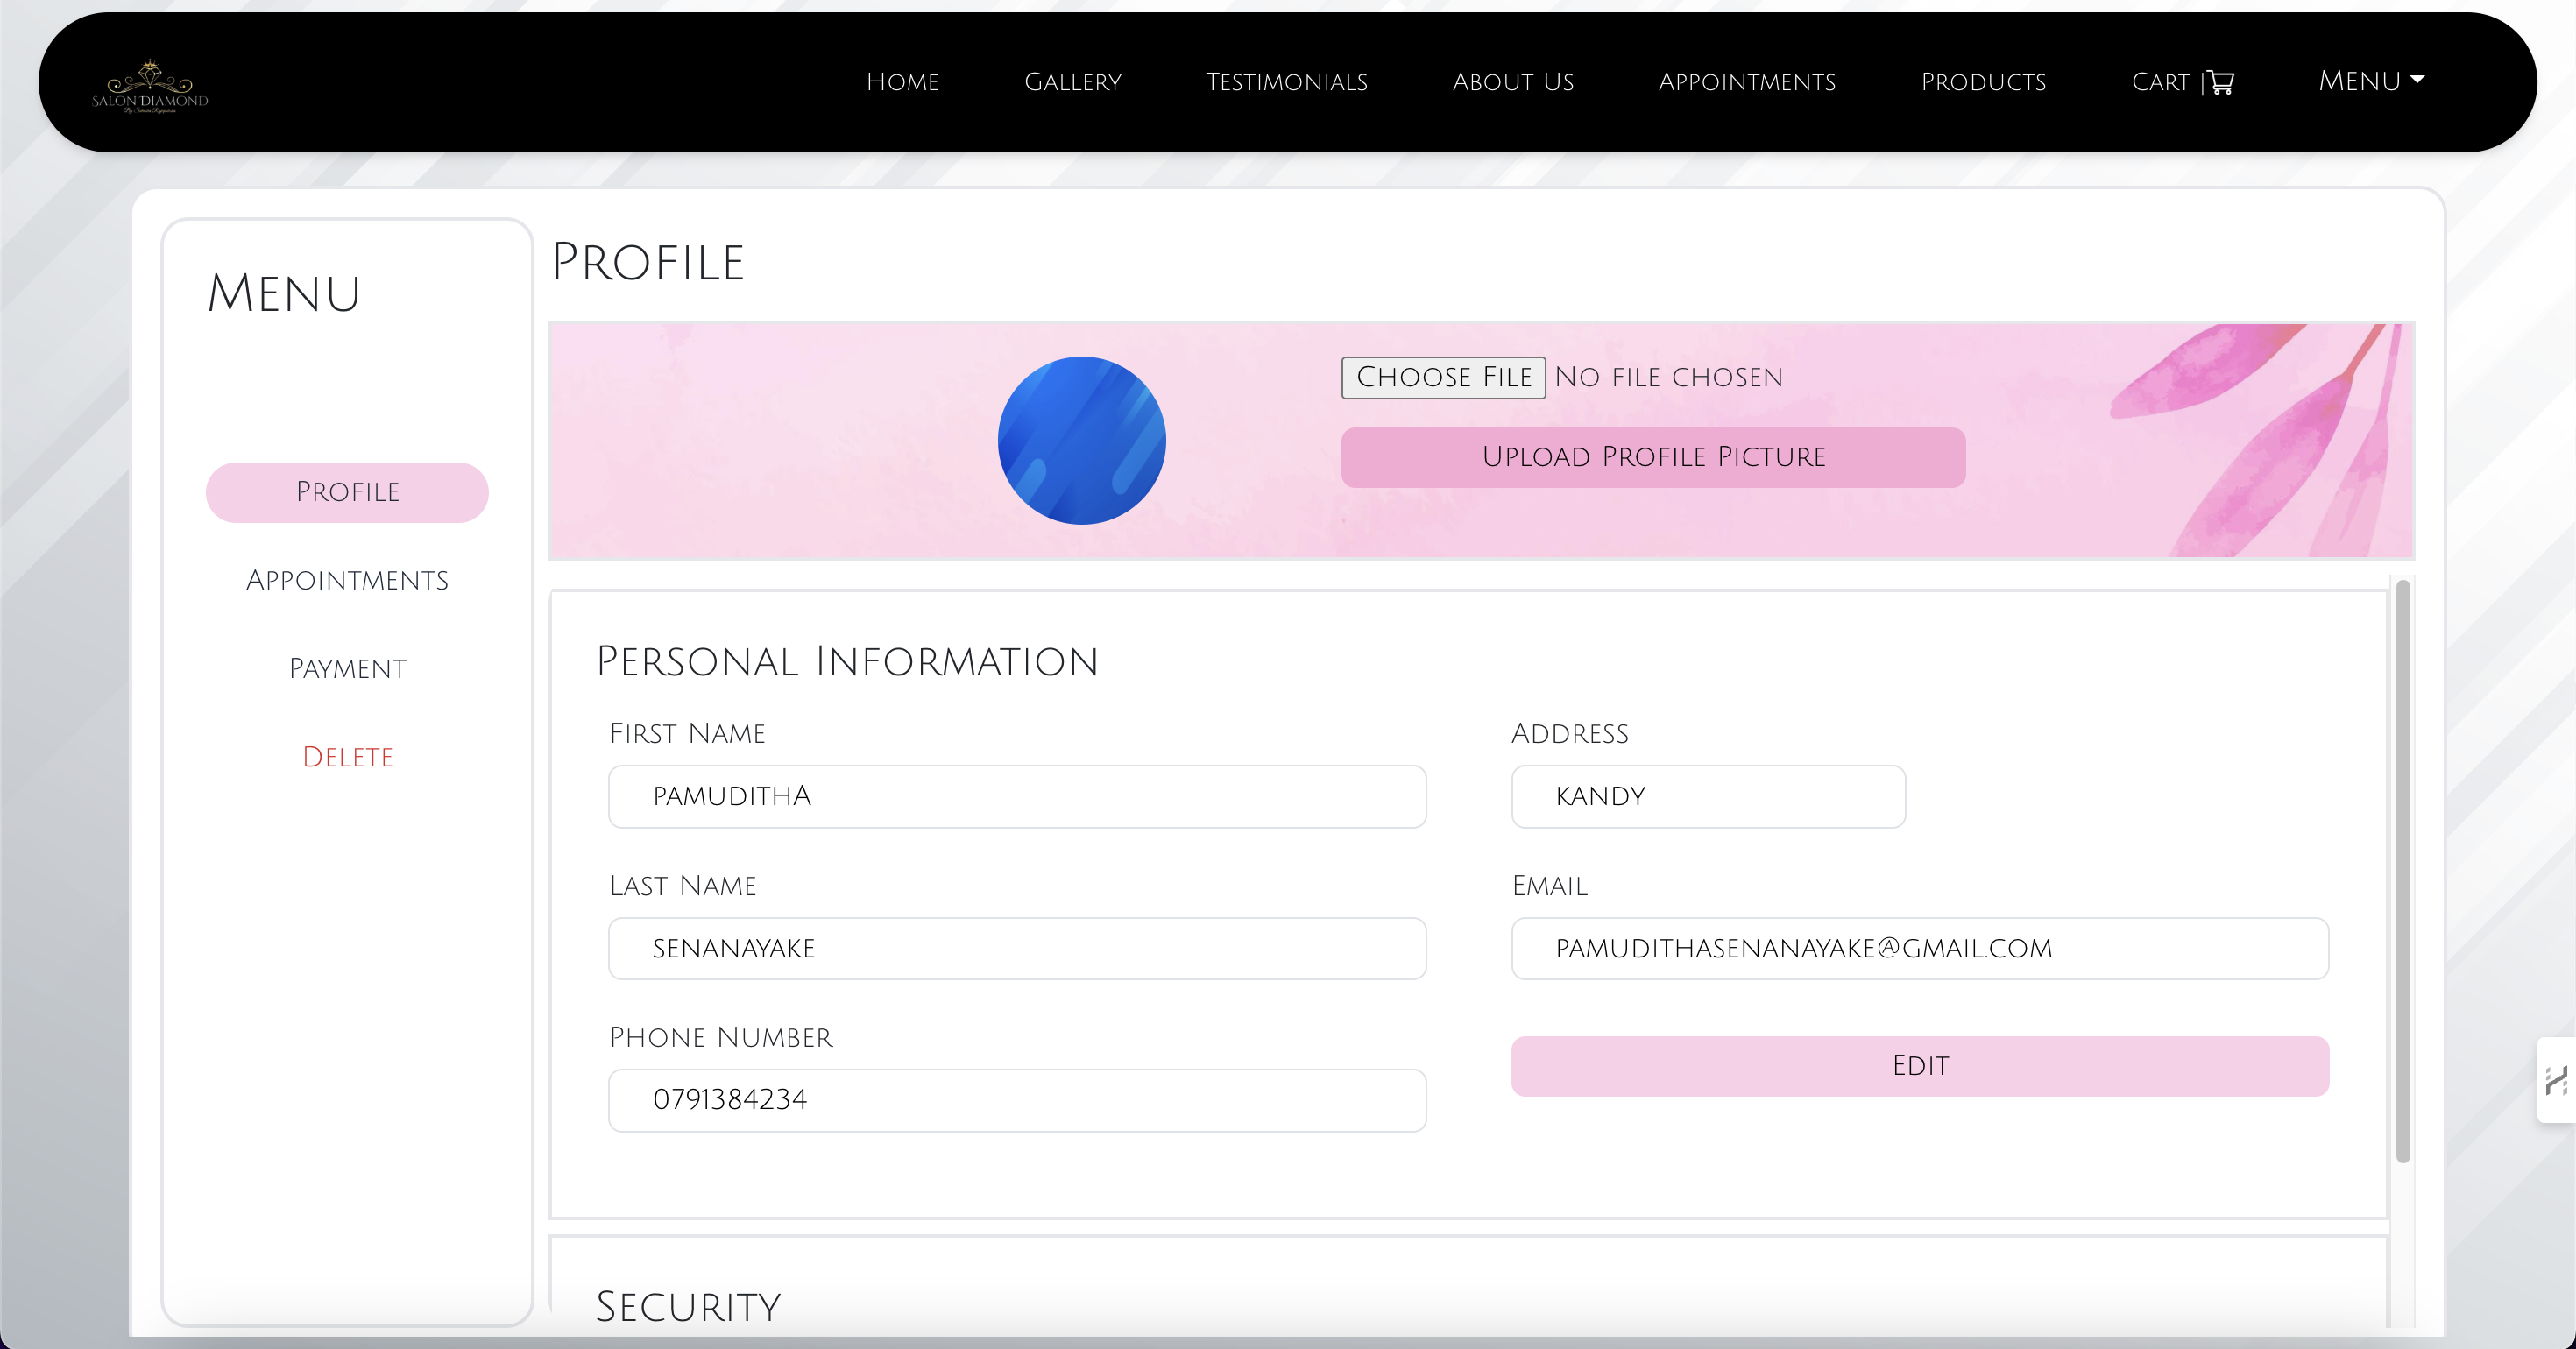 SALON DIAMOND
Home Gallery Testimonials About Us Appointments Products Cart | Menu
Menu
Profile
Appointments
Payment
Delete
Profile
Choose File No file chosen
Upload Profile Picture
Personal Information
First Name
pamudithA
Address
kandy
Last Name
senanayake
Email
pamudithasenanayake@gmail.com
Phone Number
0791384234
Edit
Security